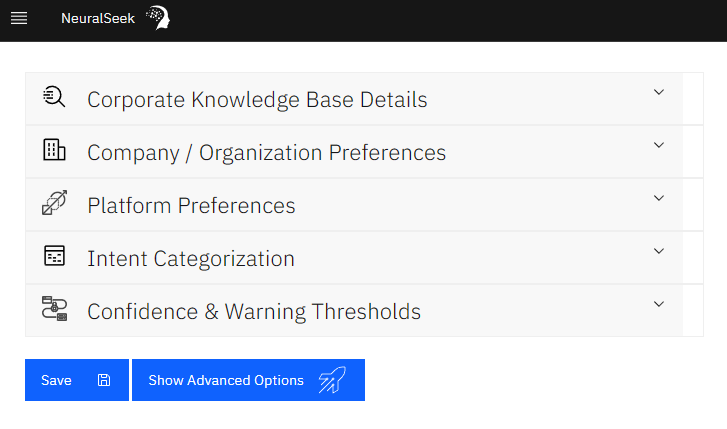 NeuralSeek
Corporate Knowledge Base Details
Company / Organization Preferences
Platform Preferences
Intent Categorization
Confidence & Warning Thresholds
Save
Show Advanced Options